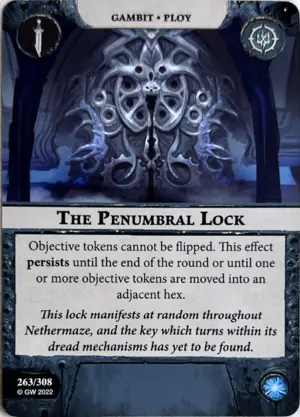 GAMBIT • PLOY
THE PENUMBRAL LOCK
Objective tokens cannot be flipped. This effect
persists until the end of the round or until one
or more objective tokens are moved into an
adjacent hex.
This lock manifests at random throughout
Nethermaze, and the key which turns within its
dread mechanisms has yet to be found.
263/308
© GW 2022